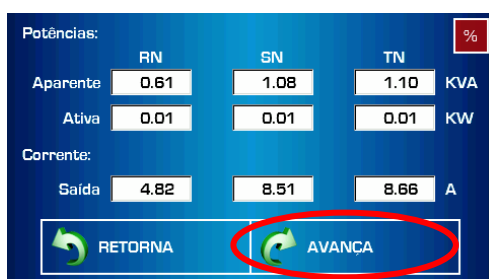 Potências: %
RN SN TN
Aparente 0.61 1.08 1.10 KVA
Ativa 0.01 0.01 0.01 KW
Corrente:
Saída 4.82 8.51 8.66 A
RETORNA AVANÇA